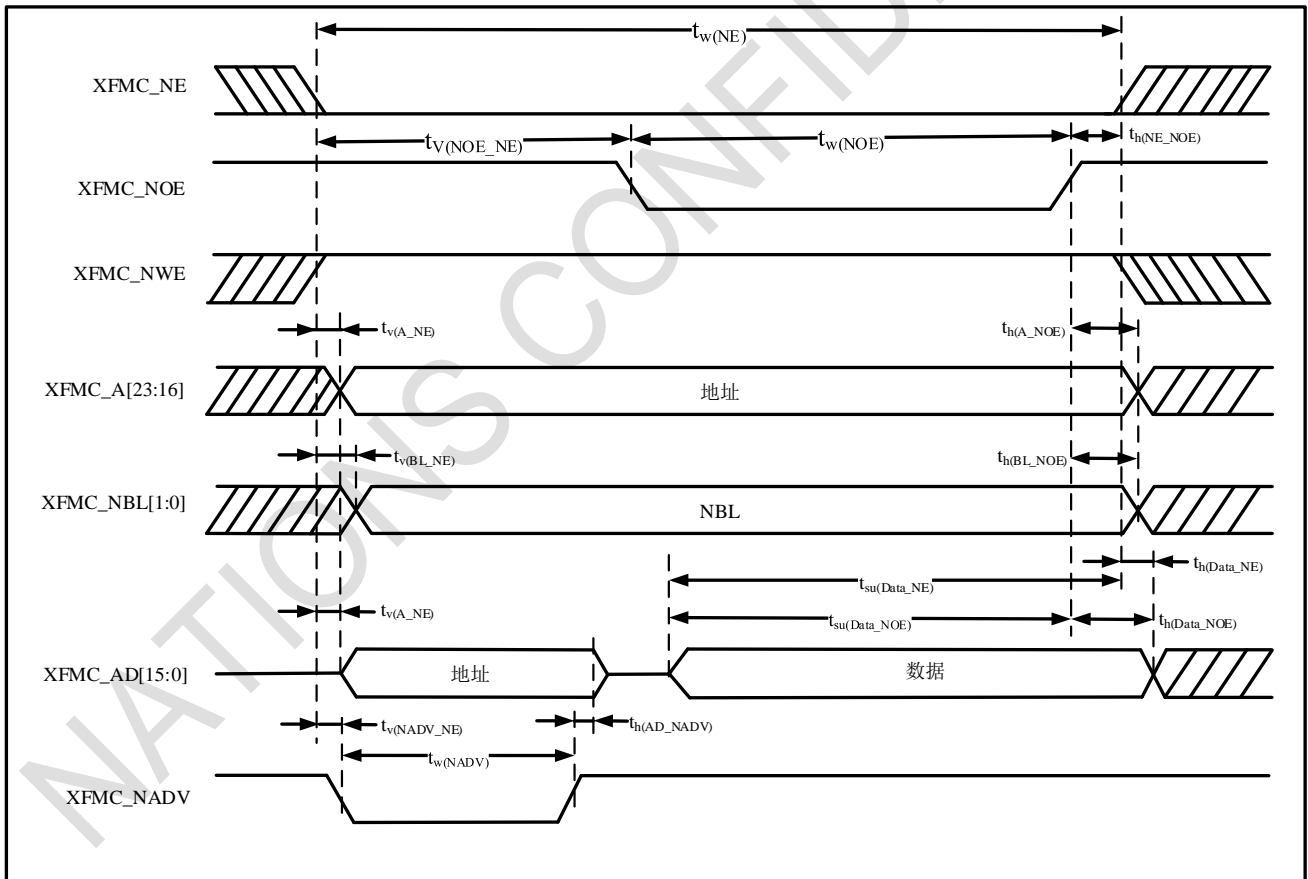 tw(NE)
XFMC_NE
tV(NOE_NE)
tw(NOE)
th(NE_NOE)
XFMC_NOE
XFMC_NWE
tv(A_NE)
th(A_NOE)
XFMC_A[23:16]
地址
tv(BL_NE)
th(BL_NOE)
XFMC_NBL[1:0]
NBL
th(Data_NE)
tsu(Data_NE)
tv(A_NE)
tsu(Data_NOE)
th(Data_NOE)
XFMC_AD[15:0]
地址
数据
tv(NADV_NE)
th(AD_NADV)
tw(NADV)
XFMC_NADV
NATIONS CONFID